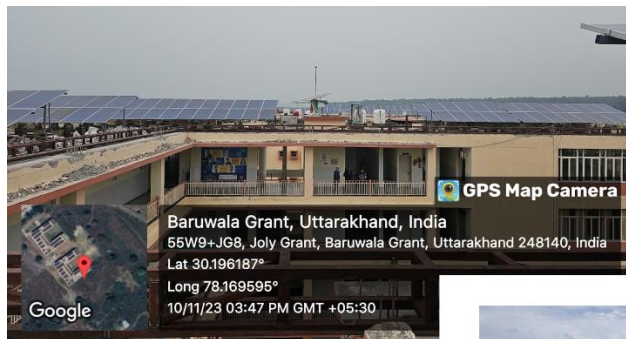 GPS Map Camera
Baruwala Grant, Uttarakhand, India
55W9+JG8, Joly Grant, Baruwala Grant, Uttarakhand 248140, India
Lat 30.196187°
Long 78.169595°
10/11/23 03:47 PM GMT +05:30
Google